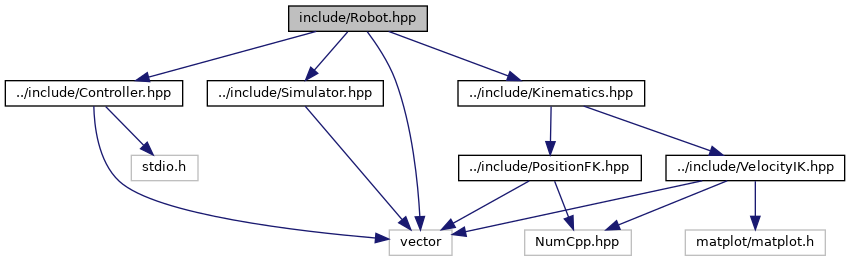 include/Robot.hpp
../include/Controller.hpp
../include/Simulator.hpp
../include/Kinematics.hpp
stdio.h
../include/PositionFK.hpp
../include/VelocityIK.hpp
vector
NumCpp.hpp
matplot/matplot.h